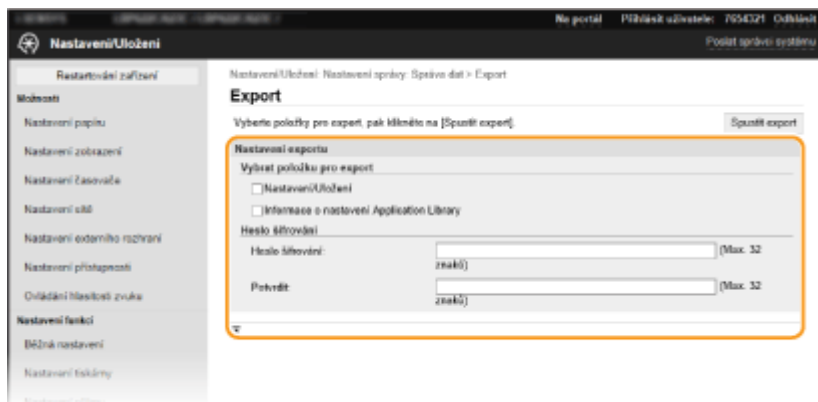 Na portál Přihlásit uživatele: 7654321 Odhlásit
Nastavení/Uložení
Poslat správci systému
Restartování zařízení
Možnosti
Nastavení papíru
Nastavení zobrazení
Nastavení časovače
Nastavení sítě
Nastavení externího rozhraní
Nastavení přístupnosti
Ovládání hlasitosti zvuku
Nastavení funkcí
Běžná nastavení
Nastavení tiskárny
Nastavení/Uložení: Nastavení správy: Správa dat > Export
Export
Vyberte položky pro export, pak klikněte na [Spustit export].
Spustit export
Nastavení exportu
Vybrat položku pro export
Nastavení/Uložení
Informace o nastavení Application Library
Heslo šifrování
Heslo šifrování: (Max. 32
znaků)
Potvrdit: (Max. 32
znaků)